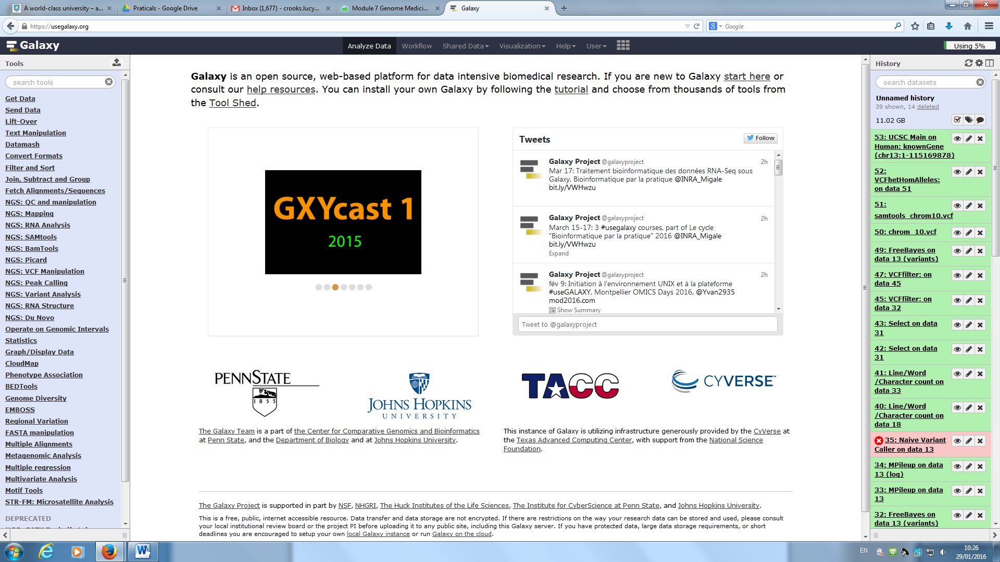 A world-class university – a...
Praticals - Google Drive
Inbox (1,677) - crooks.lucy...
Module 7 Genome Medici...
Galaxy
https://usegalaxy.org
Google
Galaxy
Analyze Data
Workflow
Shared Data
Visualization
Help
User
Using 5%
Tools
search tools
Get Data
Send Data
Lift-Over
Text Manipulation
Datamash
Convert Formats
Filter and Sort
Join, Subtract and Group
Fetch Alignments/Sequences
NGS: QC and manipulation
NGS: Mapping
NGS: RNA Analysis
NGS: SAMtools
NGS: BamTools
NGS: Picard
NGS: VCF Manipulation
NGS: Peak Calling
NGS: Variant Analysis
NGS: RNA Structure
NGS: Du Novo
Operate on Genomic Intervals
Statistics
Graph/Display Data
CloudMap
Phenotype Association
BEDTools
Genome Diversity
EMBOSS
Regional Variation
FASTA manipulation
Multiple Alignments
Metagenomic Analysis
Multiple regression
Multivariate Analysis
Motif Tools
STR-FM: Microsatellite Analysis
DEPRECATED
Galaxy is an open source, web-based platform for data intensive biomedical research. If you are new to Galaxy start here or
consult our help resources. You can install your own Galaxy by following the tutorial and choose from thousands of tools from
the Tool Shed.
GXYcast 1
2015
Tweets
Follow
Galaxy Project @galaxyproject 2h
Mar 17: Traitement bioinformatique des données RNA-Seq sous
Galaxy, Bioinformatique par la pratique @INRA_Migale
bit.ly/VWHwzu
Galaxy Project @galaxyproject 2h
March 15-17: 3 #usegalaxy courses, part of Le cycle
"Bioinformatique par la pratique" 2016 @INRA_Migale
bit.ly/VWHwzu
Expand
Galaxy Project @galaxyproject 2h
fév 9: Initiation à l'environnement UNIX et à la plateforme
#useGALAXY, Montpellier OMICS Days 2016, @Yvan2935
mod2016.com
Show Summary
Tweet to @galaxyproject
PENNSTATE
1855
JOHNS HOPKINS
UNIVERSITY
TACC
CYVERSE™
The Galaxy Team is a part of the Center for Comparative Genomics and Bioinformatics
at Penn State, and the Department of Biology and at Johns Hopkins University.
This instance of Galaxy is utilizing infrastructure generously provided by the CyVerse at
the Texas Advanced Computing Center, with support from the National Science
Foundation.
The Galaxy Project is supported in part by NSF, NHGRI, The Huck Institutes of the Life Sciences, The Institute for CyberScience at Penn State, and Johns Hopkins University.
This is a free, public, internet accessible resource. Data transfer and data storage are not encrypted. If there are restrictions on the way your research data can be stored and used, please consult
your local institutional review board or the project PI before uploading it to any public site, including this Galaxy server. If you have protected data, large data storage requirements, or short
deadlines you are encouraged to setup your own local Galaxy instance or run Galaxy on the cloud.
History
search datasets
Unnamed history
39 shown, 14 deleted
11.02 GB
53: UCSC Main on
Human: knownGene
(chr13:1-115169878)
52:
VCFhetHomAlleles:
on data 51
51:
samtools_chrom10.vcf
50: chrom_10.vcf
49: FreeBayes on
data 13 (variants)
47: VCFfilter: on
data 45
45: VCFfilter: on
data 32
43: Select on data
31
42: Select on data
31
41: Line/Word
/Character count on
data 33
40: Line/Word
/Character count on
data 18
35: Naive Variant
Caller on data 13
34: MPileup on data
13 (log)
33: MPileup on data
13
32: FreeBayes on
data 13 (variants)
EN
10:26
29/01/2016